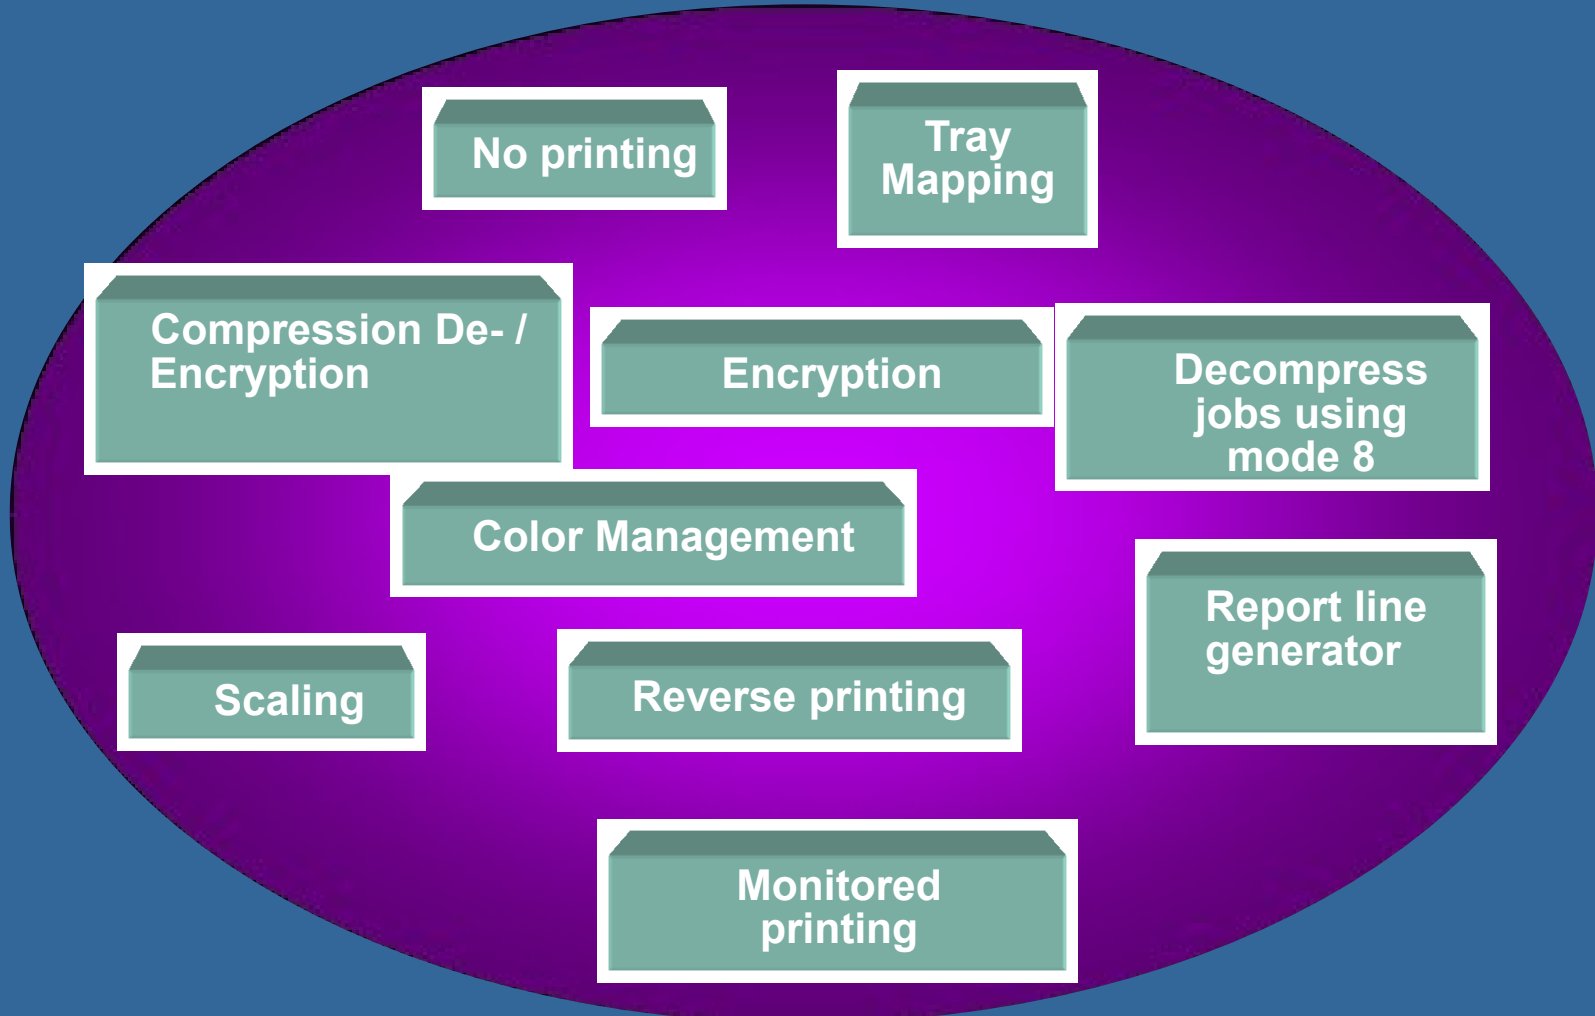 No printing
Tray
Mapping
Compression De- /
Encryption
Encryption
Decompress
jobs using
mode 8
Color Management
Report line
generator
Scaling
Reverse printing
Monitored
printing